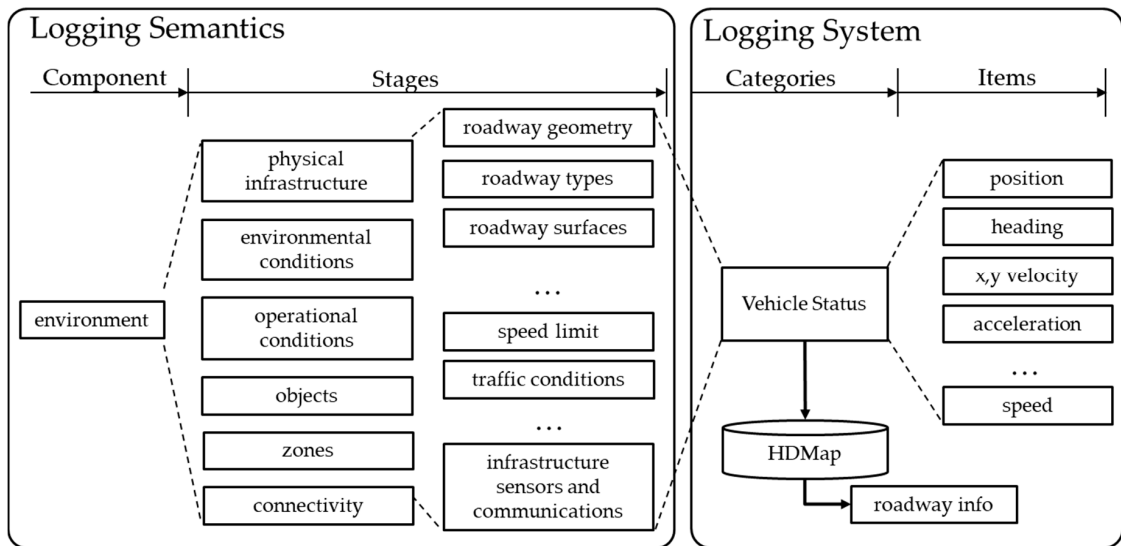 Logging Semantics
Component
Stages
environment
physical
infrastructure
environmental
conditions
operational
conditions
objects
zones
connectivity
roadway geometry
roadway types
roadway surfaces
...
speed limit
traffic conditions
...
infrastructure
sensors and
communications
Logging System
Categories
Items
Vehicle Status
HDMap
roadway info
position
heading
x,y velocity
acceleration
...
speed